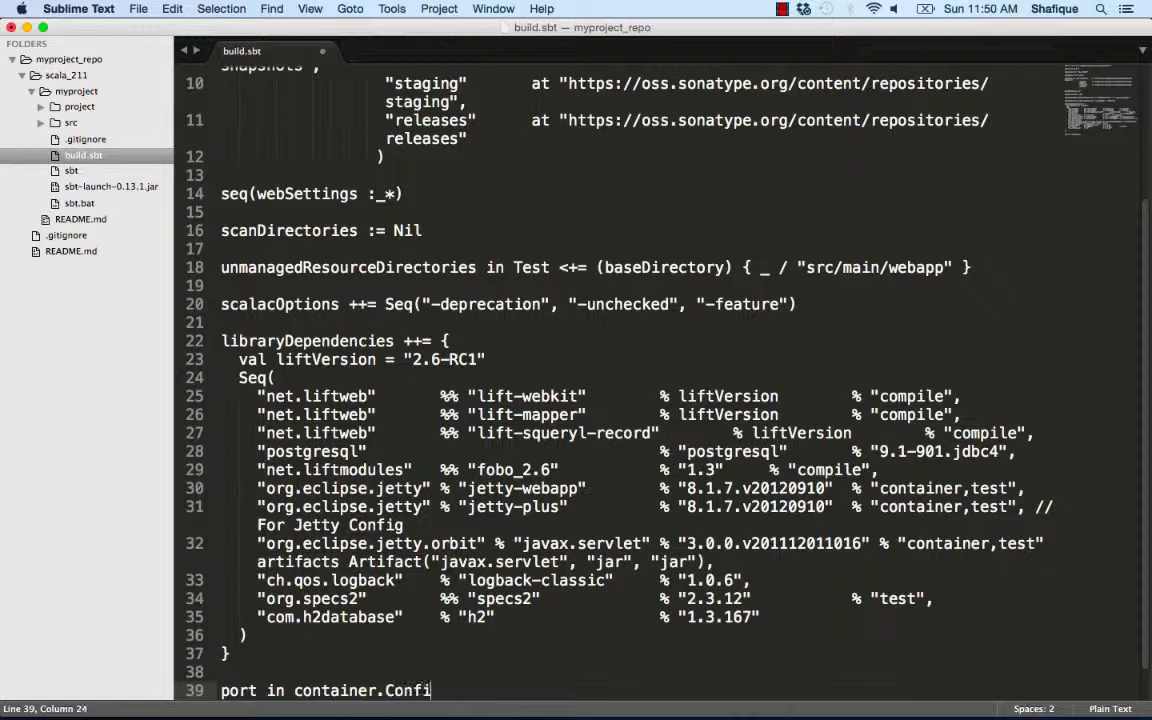 Sublime Text File Edit Selection Find View Goto Tools Project Window Help Sun 11:50 AM Shafique
build.sbt — myproject_repo
FOLDERS
myproject_repo
scala_211
myproject
project
src
.gitignore
build.sbt
sbt
sbt-launch-0.13.1.jar
sbt.bat
README.md
.gitignore
README.md
build.sbt
snapshots",
10 "staging" at "https://oss.sonatype.org/content/repositories/
staging",
11 "releases" at "https://oss.sonatype.org/content/repositories/
releases"
12 )
13
14 seq(webSettings :_*)
15
16 scanDirectories := Nil
17
18 unmanagedResourceDirectories in Test <+= (baseDirectory) { _ / "src/main/webapp" }
19
20 scalacOptions ++= Seq("-deprecation", "-unchecked", "-feature")
21
22 libraryDependencies ++= {
23 val liftVersion = "2.6-RC1"
24 Seq(
25 "net.liftweb" %% "lift-webkit" % liftVersion % "compile",
26 "net.liftweb" %% "lift-mapper" % liftVersion % "compile",
27 "net.liftweb" %% "lift-squeryl-record" % liftVersion % "compile",
28 "postgresql" % "postgresql" % "9.1-901.jdbc4",
29 "net.liftmodules" %% "fobo_2.6" % "1.3" % "compile",
30 "org.eclipse.jetty" % "jetty-webapp" % "8.1.7.v20120910" % "container,test",
31 "org.eclipse.jetty" % "jetty-plus" % "8.1.7.v20120910" % "container,test", //
For Jetty Config
32 "org.eclipse.jetty.orbit" % "javax.servlet" % "3.0.0.v201112011016" % "container,test"
artifacts Artifact("javax.servlet", "jar", "jar"),
33 "ch.qos.logback" % "logback-classic" % "1.0.6",
34 "org.specs2" %% "specs2" % "2.3.12" % "test",
35 "com.h2database" % "h2" % "1.3.167"
36 )
37 }
38
39 port in container.Confi
Line 39, Column 24 Spaces: 2 Plain Text